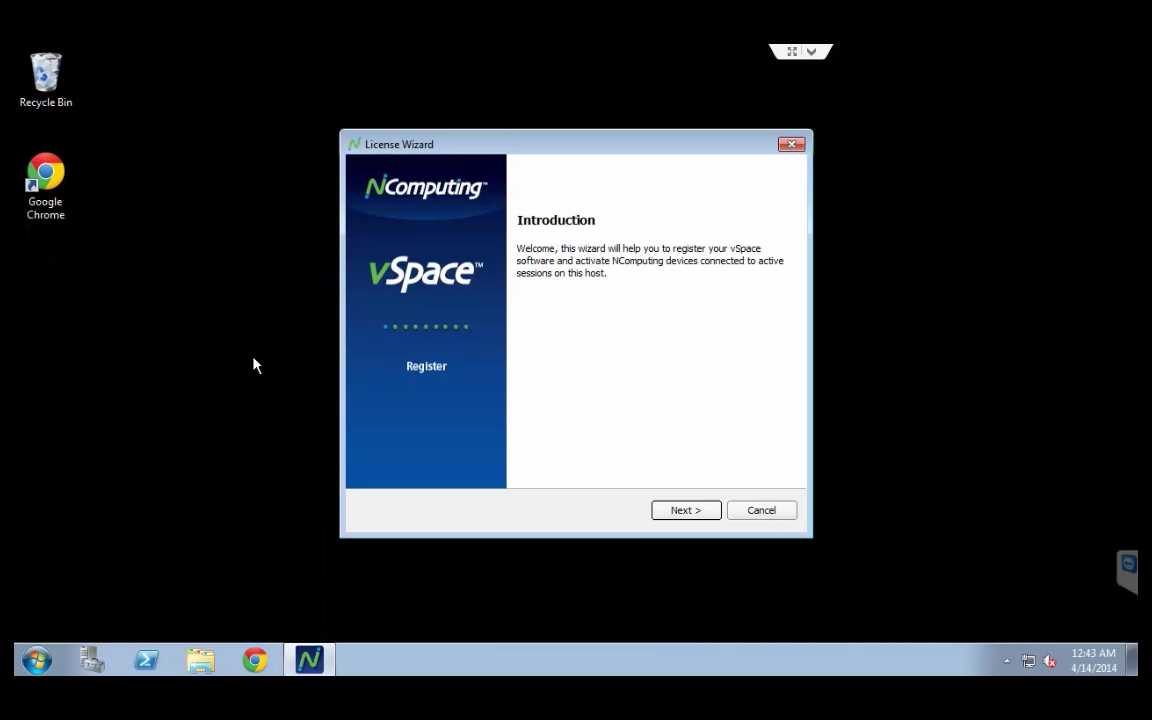 Recycle Bin
Google
Chrome
License Wizard
NComputing™
vSpace™
Register
Introduction
Welcome, this wizard will help you to register your vSpace
software and activate NComputing devices connected to active
sessions on this host.
Next >
Cancel
12:43 AM
4/14/2014